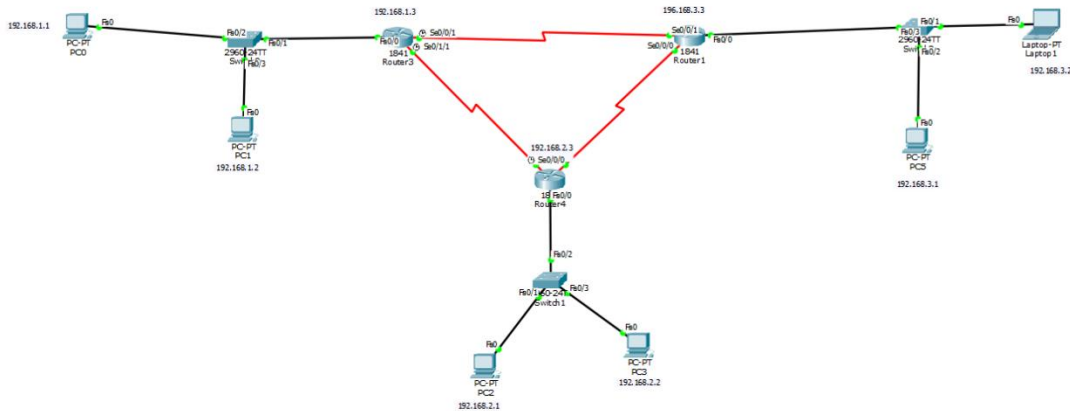 192.168.1.1
Fa0
PC-PT
PC0
Fa0/2
Fa0/1
2960-24TT
Fa0/3
Fa0
PC-PT
PC1
192.168.1.2
192.168.1.3
Fa0/0
Se0/0/1
Se0/1/1
1841
Router3
196.168.3.3
Se0/0/1
Se0/0/0
Fa0/0
1841
Router1
Fa0/1
Fa0/3
Fa0/2
Fa0
Laptop-PT
Laptop1
192.168.3.2
Fa0
PC-PT
PC5
192.168.3.1
192.168.2.3
Se0/0/0
Fa0/0
Router4
Fa0/2
Fa0/1
Fa0/3
Switch1
Fa0
PC-PT
PC2
192.168.2.1
Fa0
PC-PT
PC3
192.168.2.2